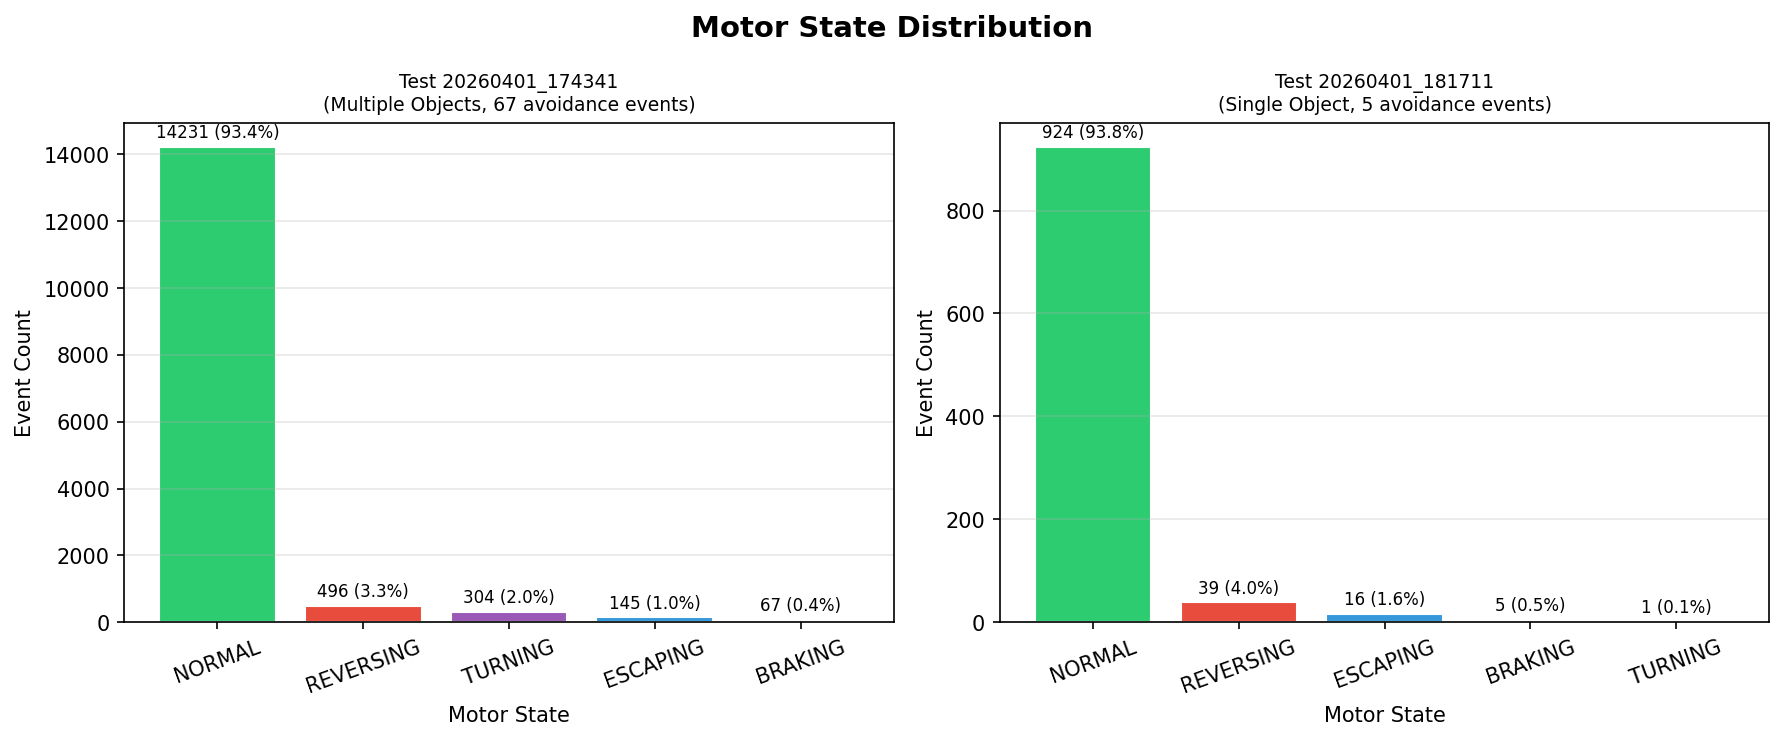 Motor State Distribution
Test 20260401_174341
(Multiple Objects, 67 avoidance events)
14231 (93.4%)
496 (3.3%)
304 (2.0%)
145 (1.0%)
67 (0.4%)
14000
12000
10000
8000
6000
4000
2000
0
Event Count
NORMAL
REVERSING
TURNING
ESCAPING
BRAKING
Motor State
Test 20260401_181711
(Single Object, 5 avoidance events)
924 (93.8%)
39 (4.0%)
16 (1.6%)
5 (0.5%)
1 (0.1%)
800
600
400
200
0
Event Count
NORMAL
REVERSING
ESCAPING
BRAKING
TURNING
Motor State